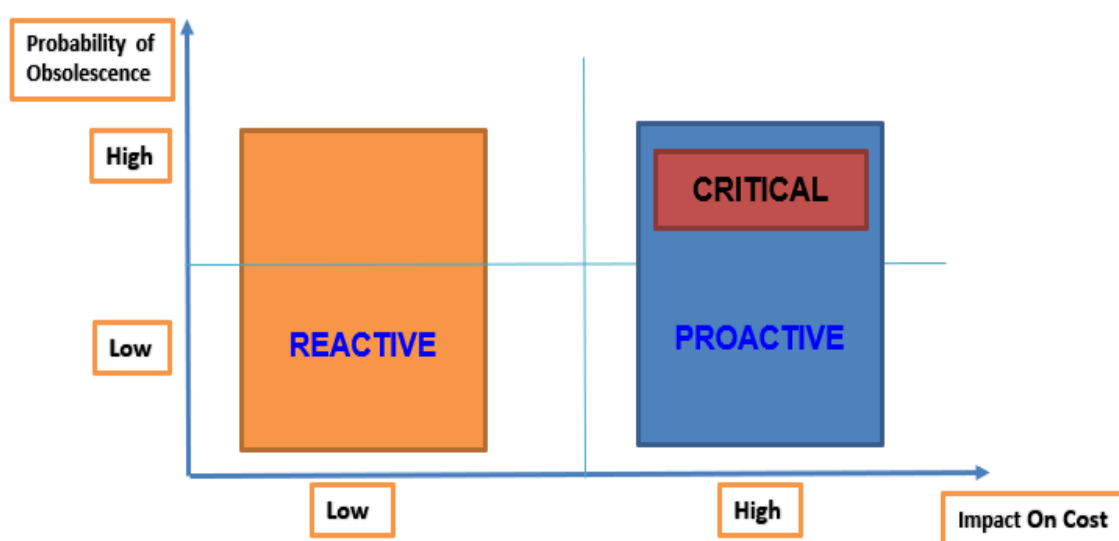 Probability of
Obsolescence
High
CRITICAL
Low
REACTIVE
PROACTIVE
Low
High
Impact On Cost